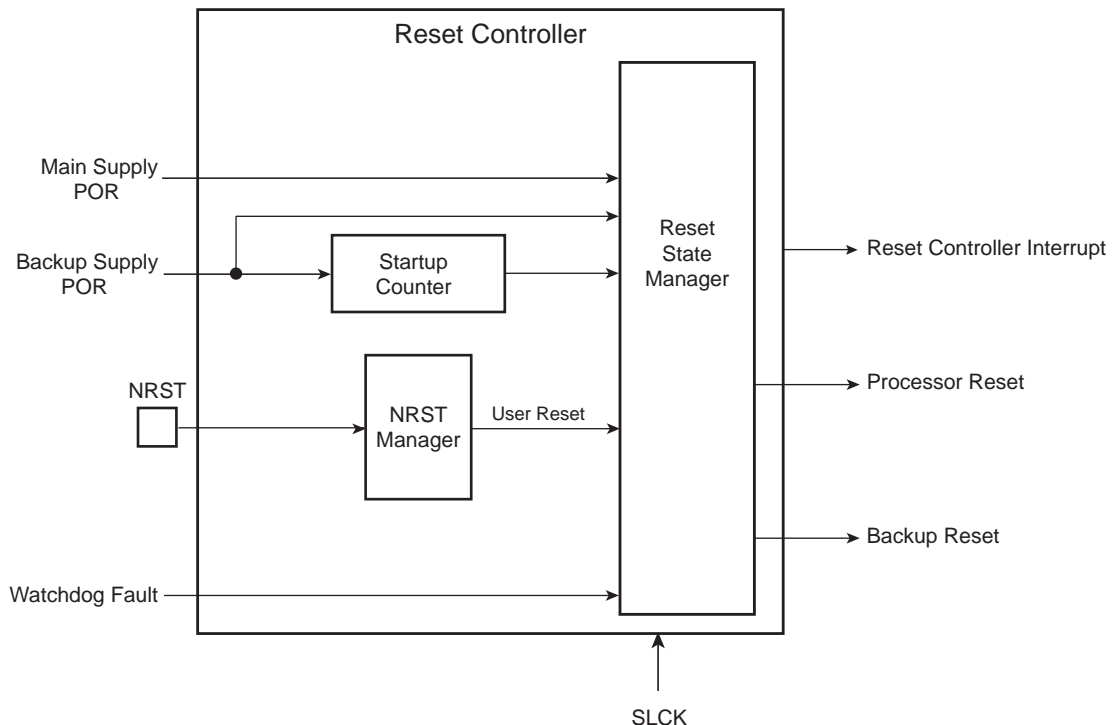 Reset Controller
Main Supply
POR
Backup Supply
POR
Startup
Counter
Reset
State
Manager
Reset Controller Interrupt
NRST
NRST
Manager
User Reset
Processor Reset
Backup Reset
Watchdog Fault
SLCK